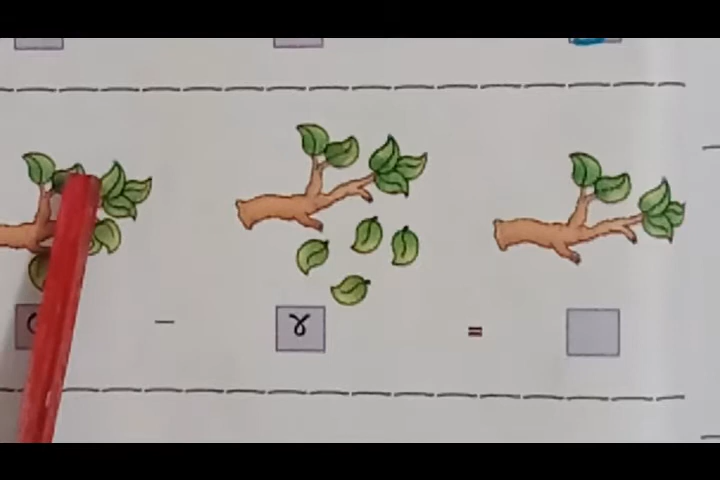 - ४ =